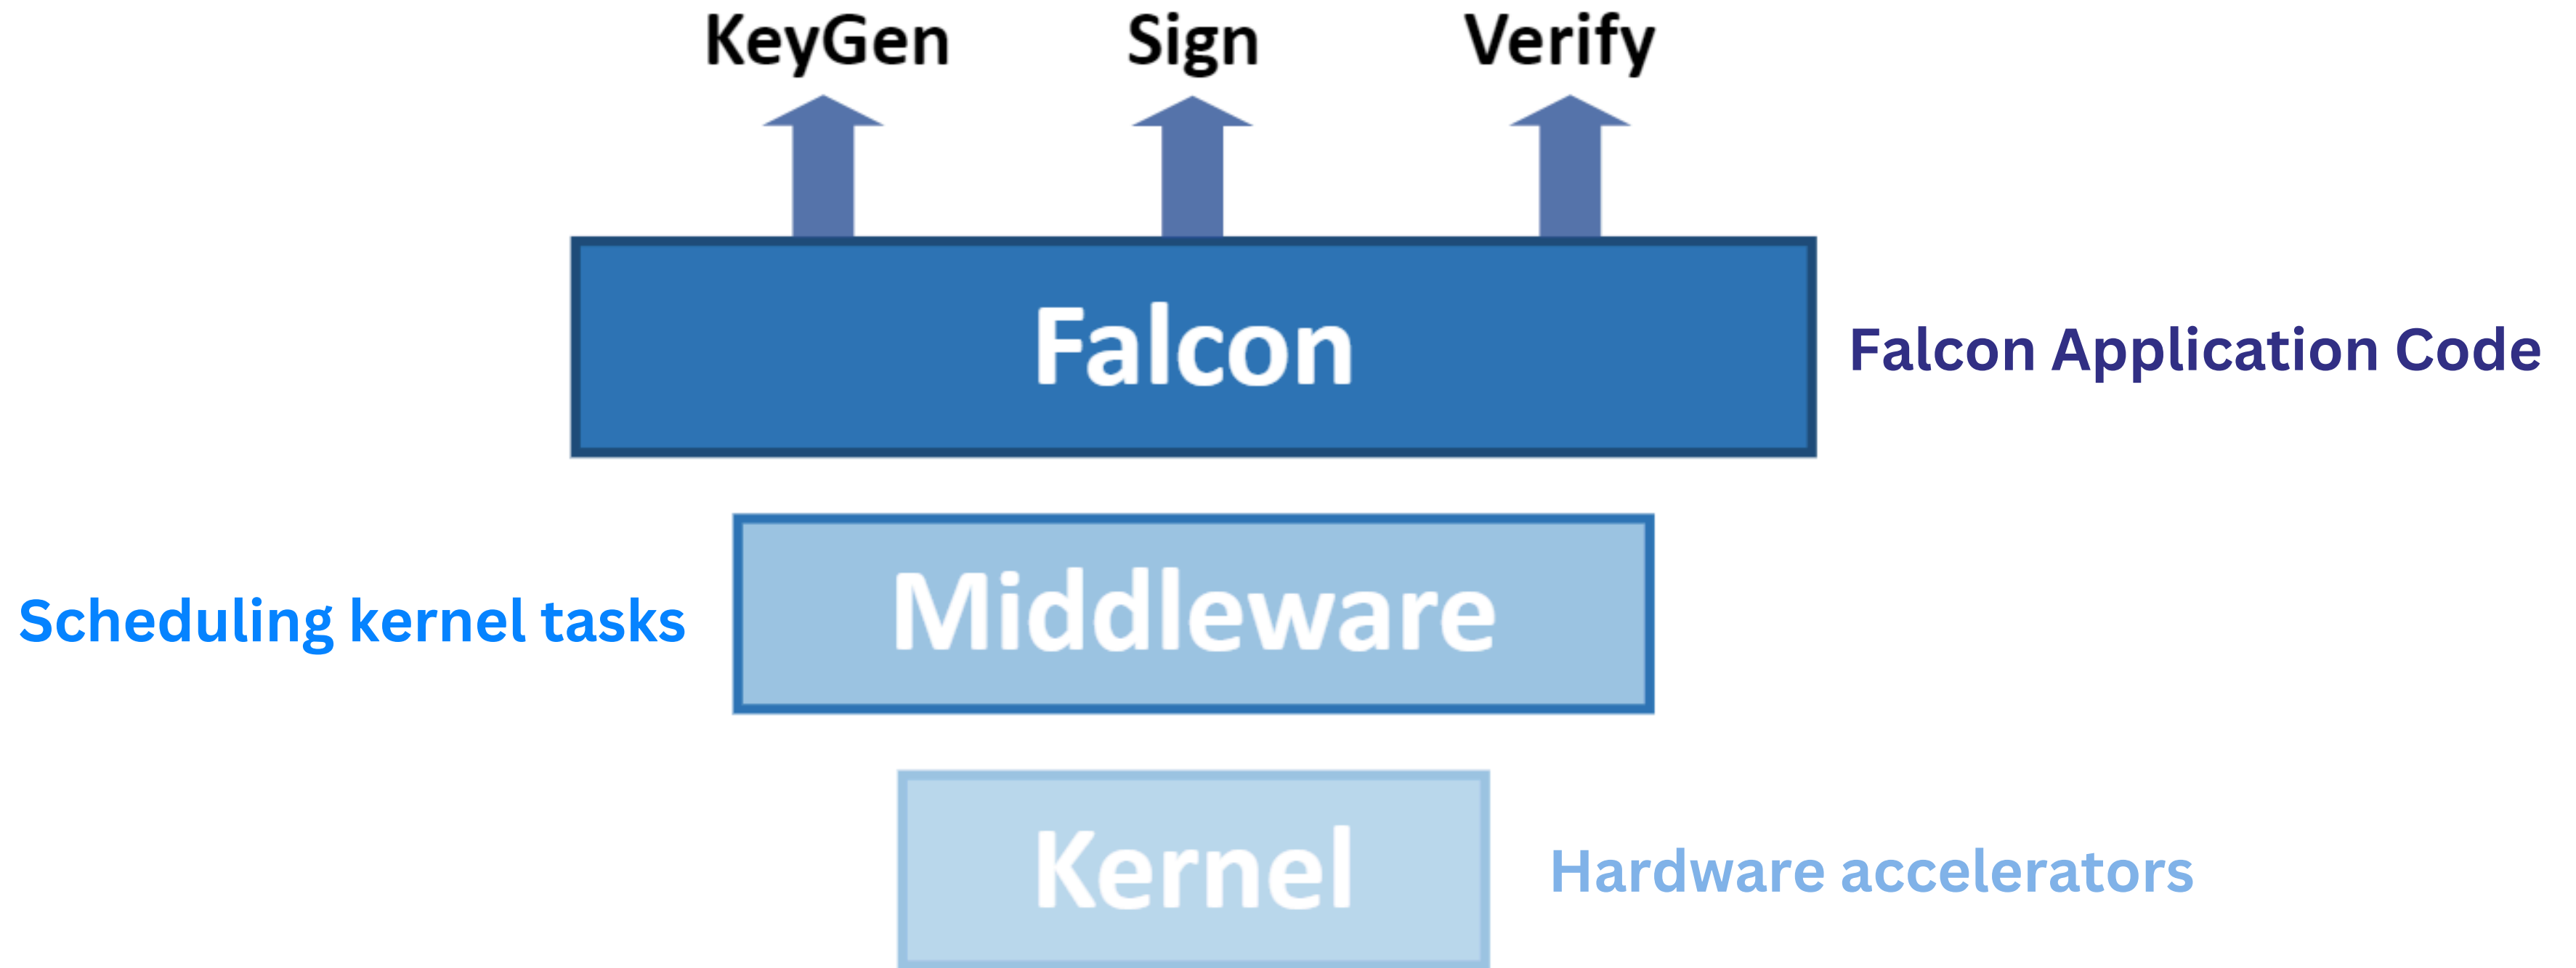 KeyGen Sign Verify
Falcon
Falcon Application Code
Scheduling kernel tasks
Middleware
Kernel
Hardware accelerators